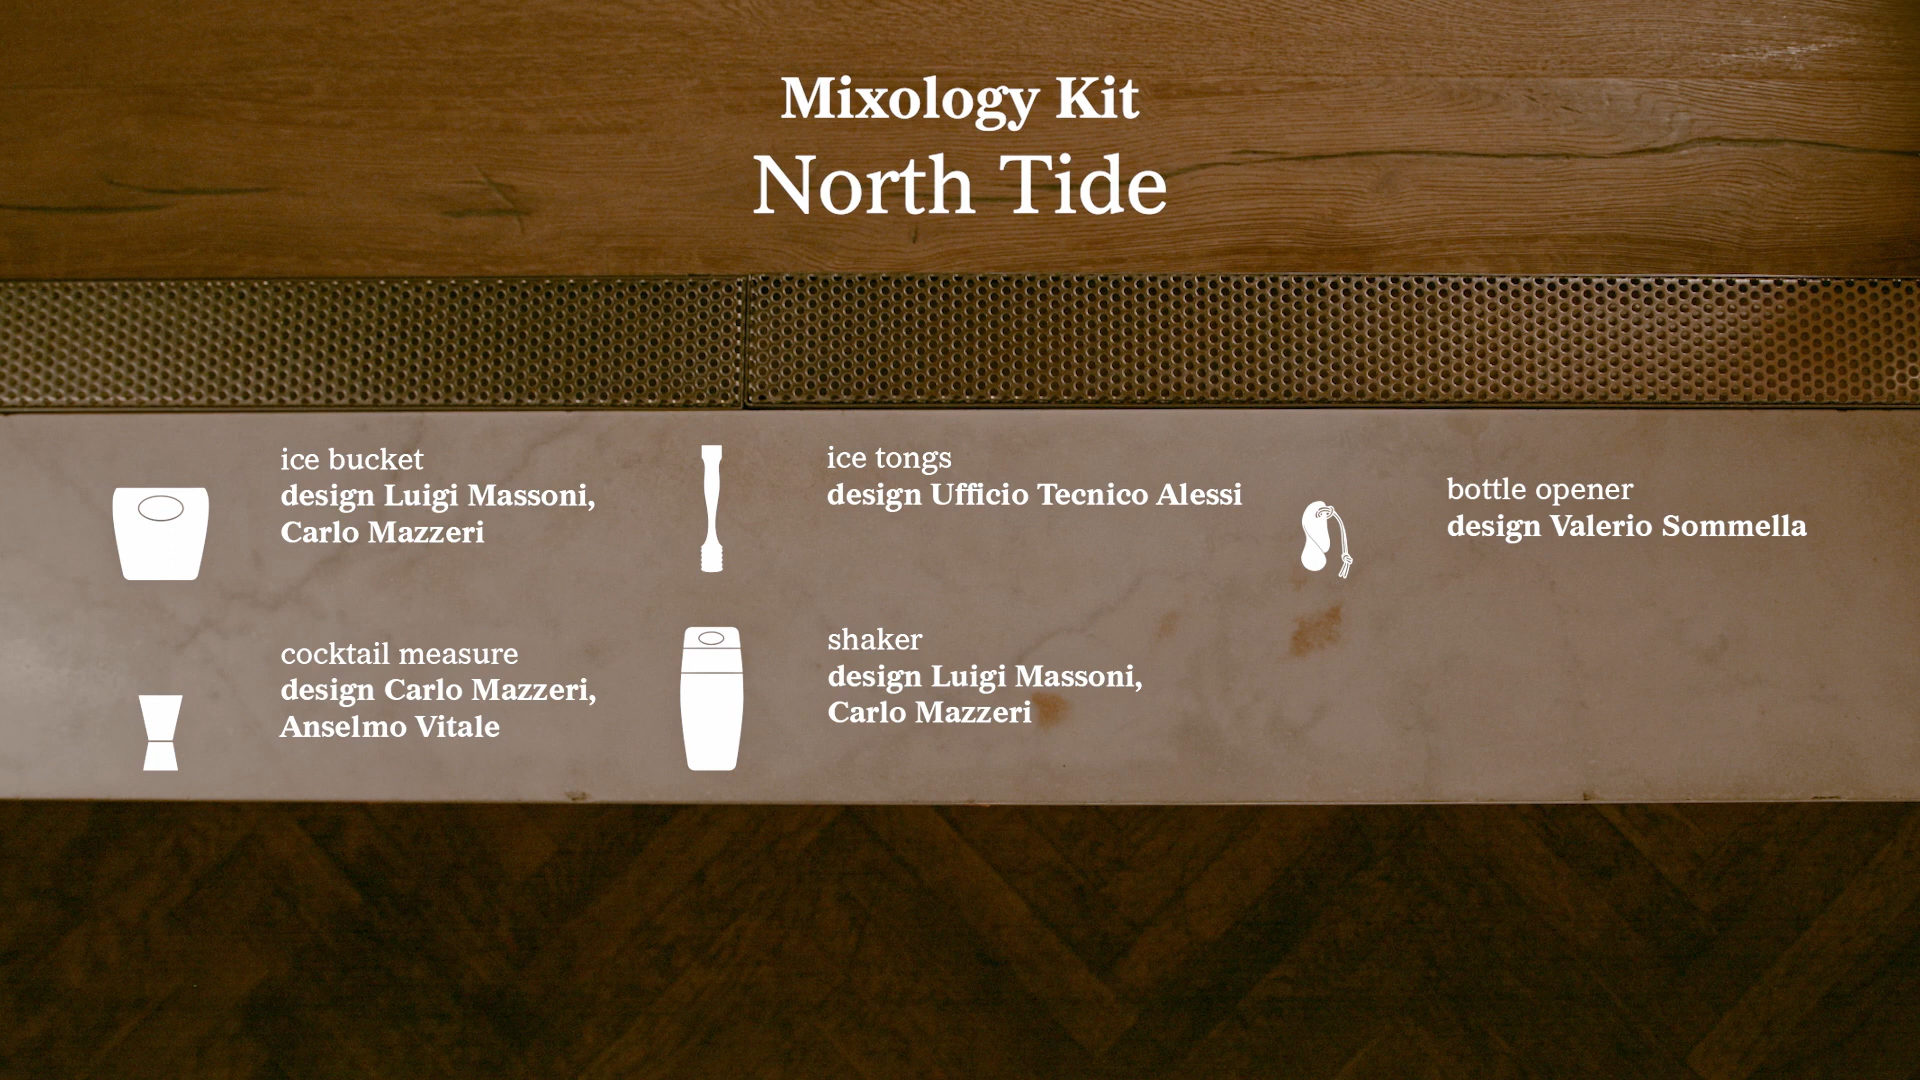 Mixology Kit
North Tide
ice bucket
design Luigi Massoni,
Carlo Mazzeri
ice tongs
design Ufficio Tecnico Alessi
bottle opener
design Valerio Sommella
cocktail measure
design Carlo Mazzeri,
Anselmo Vitale
shaker
design Luigi Massoni,
Carlo Mazzeri